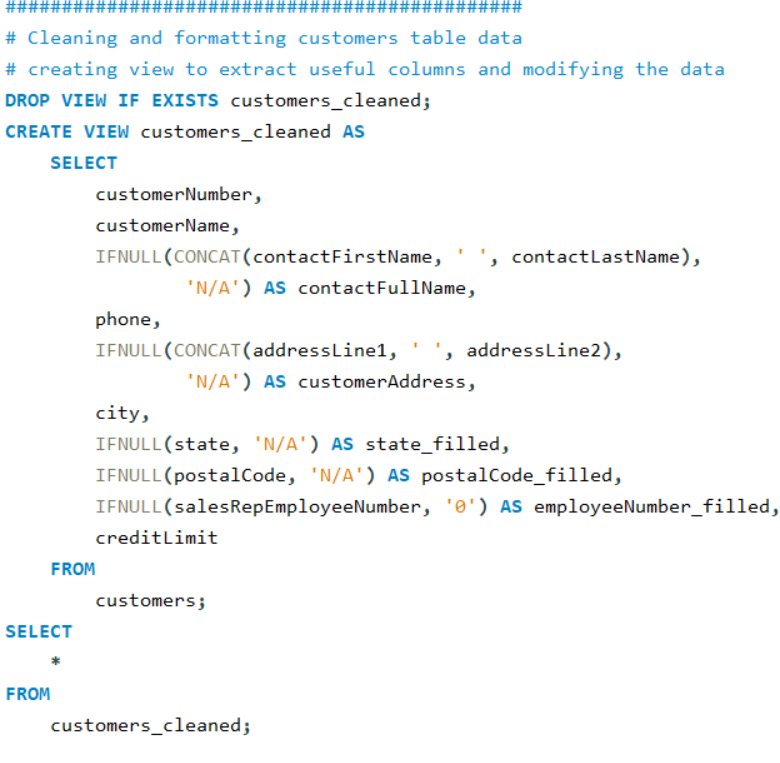 ##############################################
# Cleaning and formatting customers table data
# creating view to extract useful columns and modifying the data
DROP VIEW IF EXISTS customers_cleaned;
CREATE VIEW customers_cleaned AS
    SELECT
        customerNumber,
        customerName,
        IFNULL(CONCAT(contactFirstName, ' ', contactLastName),
                'N/A') AS contactFullName,
        phone,
        IFNULL(CONCAT(addressLine1, ' ', addressLine2),
                'N/A') AS customerAddress,
        city,
        IFNULL(state, 'N/A') AS state_filled,
        IFNULL(postalCode, 'N/A') AS postalCode_filled,
        IFNULL(salesRepEmployeeNumber, '0') AS employeeNumber_filled,
        creditLimit
    FROM
        customers;
SELECT
    *
FROM
    customers_cleaned;